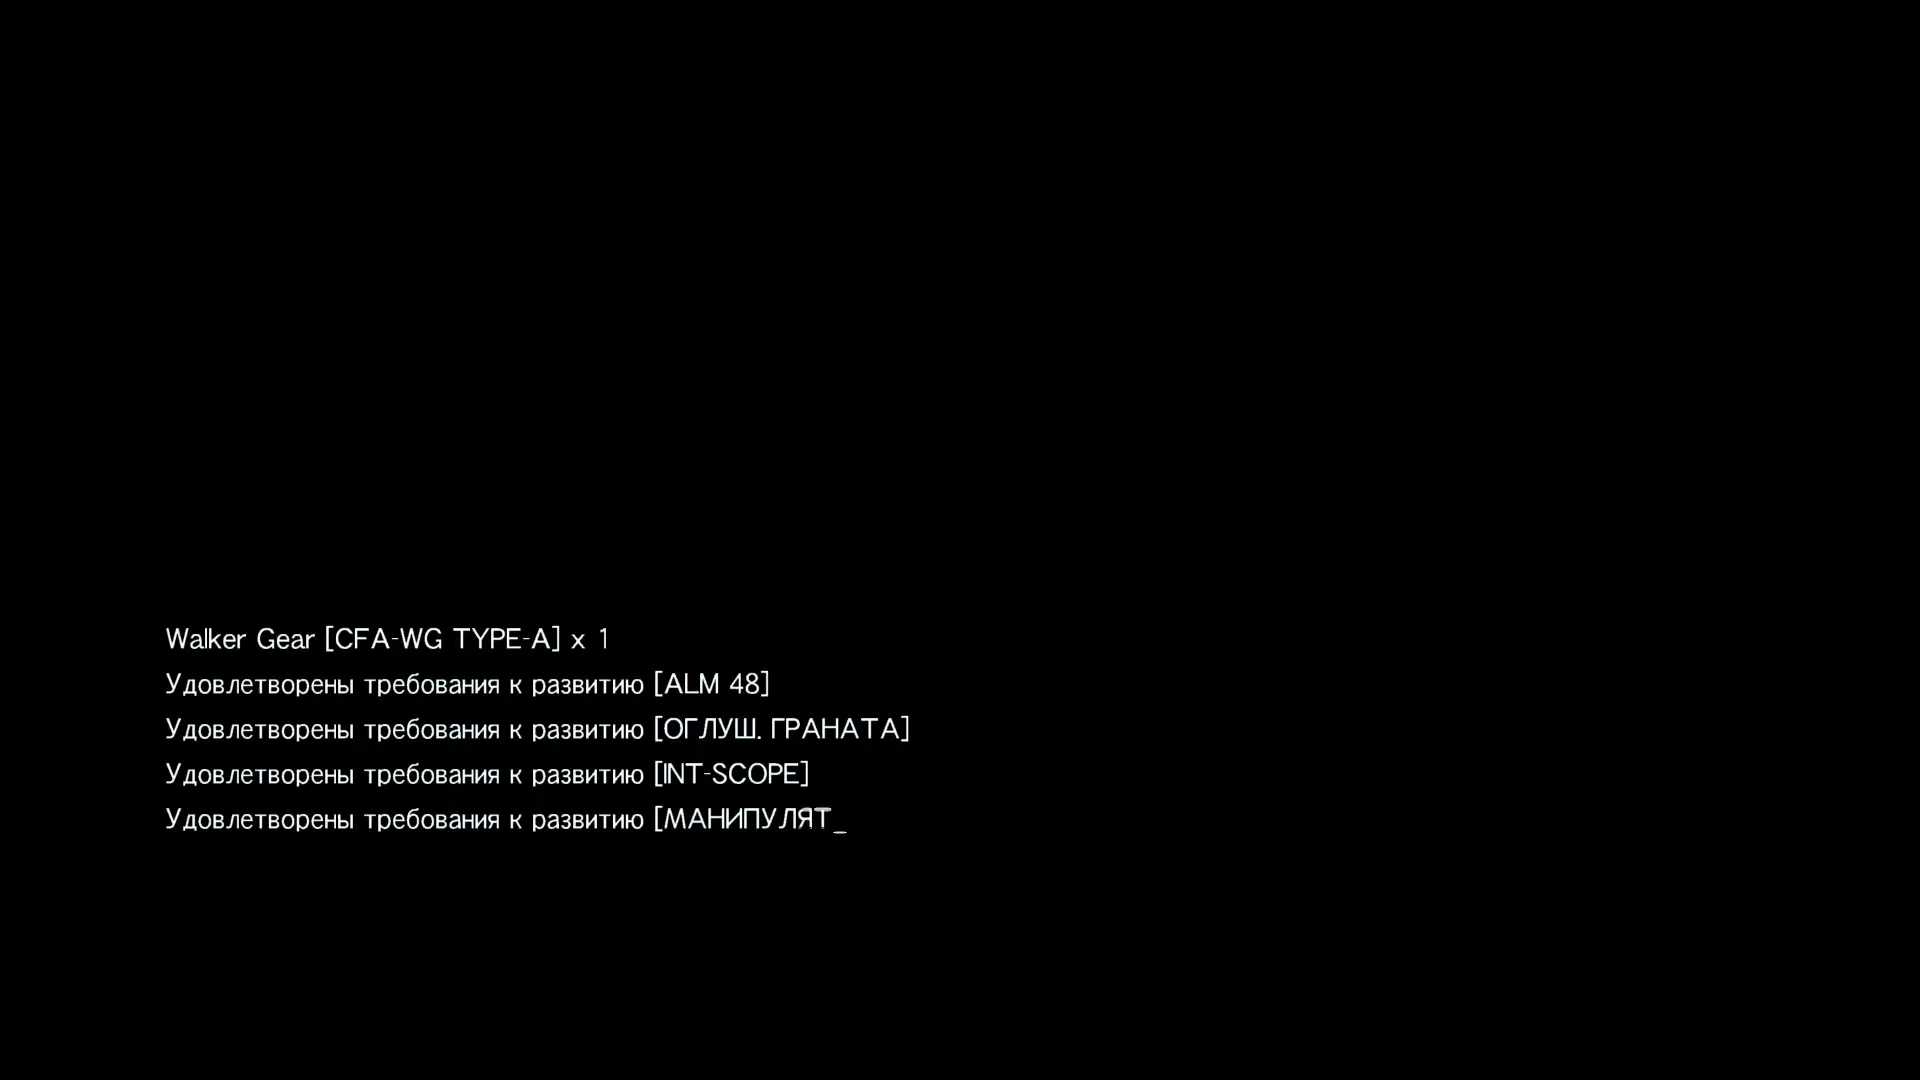 Walker Gear [CFA-WG TYPE-A] x 1
Удовлетворены требования к развитию [ALM 48]
Удовлетворены требования к развитию [ОГЛУШ. ГРАНАТА]
Удовлетворены требования к развитию [INT-SCOPE]
Удовлетворены требования к развитию [МАНИПУЛЯТ_